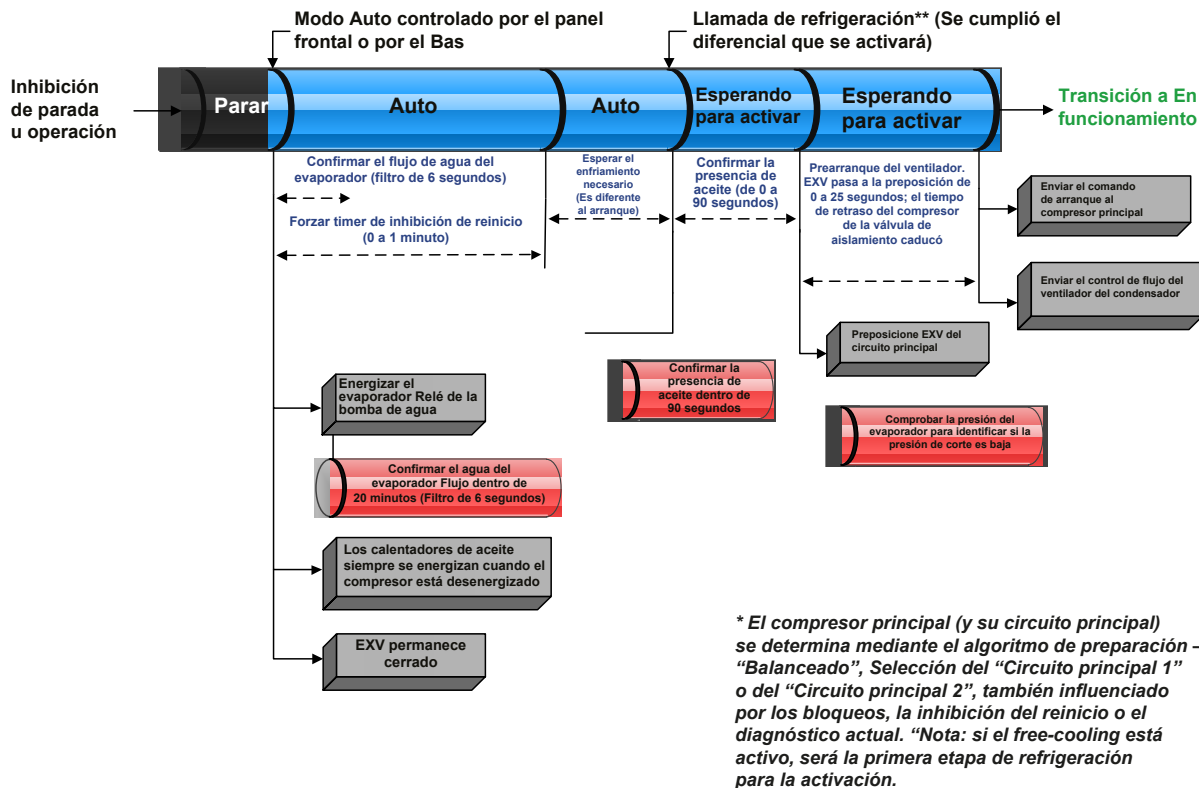 Modo Auto controlado por el panel
frontal o por el Bas
Llamada de refrigeración** (Se cumplió el
diferencial que se activará)
Inhibición
de parada
u operación
Parar
Auto
Auto
Esperando
para activar
Esperando
para activar
Transición a En
funcionamiento
Confirmar el flujo de agua del
evaporador (filtro de 6 segundos)
Forzar timer de inhibición de reinicio
(0 a 1 minuto)
Esperar el
enfriamiento
necesario
(Es diferente
al arranque)
Confirmar la
presencia de
aceite (de 0 a
90 segundos)
Prearranque del ventilador.
EXV pasa a la preposición de
0 a 25 segundos; el tiempo
de retraso del compresor
de la válvula de
aislamiento caducó
Enviar el comando
de arranque al
compresor principal
Enviar el control de flujo del
ventilador del condensador
Preposicione EXV del
circuito principal
Energizar el
evaporador Relé de la
bomba de agua
Confirmar la
presencia de
aceite dentro de
90 segundos
Comprobar la presión del
evaporador para identificar si la
presión de corte es baja
Confirmar el agua del
evaporador Flujo dentro de
20 minutos (Filtro de 6 segundos)
Los calentadores de aceite
siempre se energizan cuando el
compresor está desenergizado
EXV permanece
cerrado
* El compresor principal (y su circuito principal)
se determina mediante el algoritmo de preparación –
“Balanceado”, Selección del “Circuito principal 1”
o del “Circuito principal 2”, también influenciado
por los bloqueos, la inhibición del reinicio o el
diagnóstico actual. “Nota: si el free-cooling está
activo, será la primera etapa de refrigeración
para la activación.